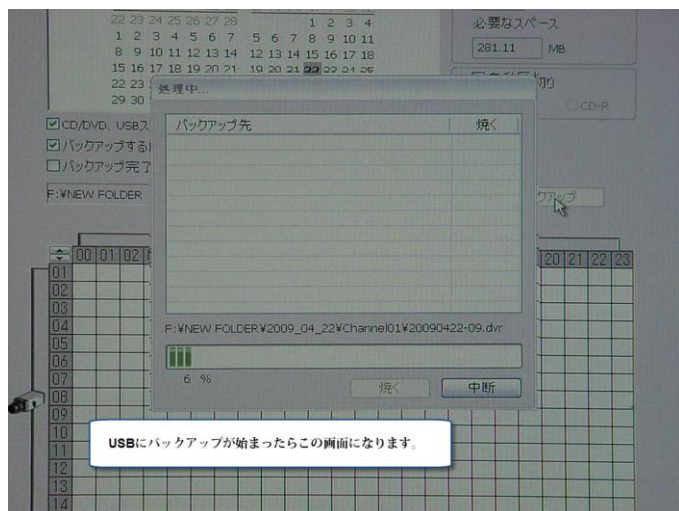 22 23 24 25 26 27 28
1 2 3 4
1 2 3 4 5 6 7
5 6 7 8 9 10 11
8 9 10 11 12 13 14
12 13 14 15 16 17 18
15 16 17 18 19 20 21
19 20 21 22 23 24 25
22 23
29 30
必要なスペース
281.11 MB
CD-R
処理中...
バックアップ先
焼く
CD/DVD、USBス
バックアップする
バックアップ完了
F:¥NEW FOLDER
クアップ
F:¥NEW FOLDER¥2009_04_22¥Channel01¥20090422-09.dvr
6 %
焼く
中断
00 01 02
20 21 22 23
01
02
03
04
05
06
07
08
09
10
11
12
13
14
USBにバックアップが始まったらこの画面になります。